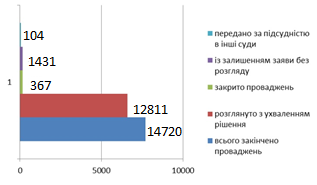 104
1431
1
367
12811
14720
0
5000
10000
передано за підсудністю
в інші суди
із залишенням заяви без
розгляду
закрито проваджень
розглянуто з ухваленням
рішення
всього закінчено
проваджень